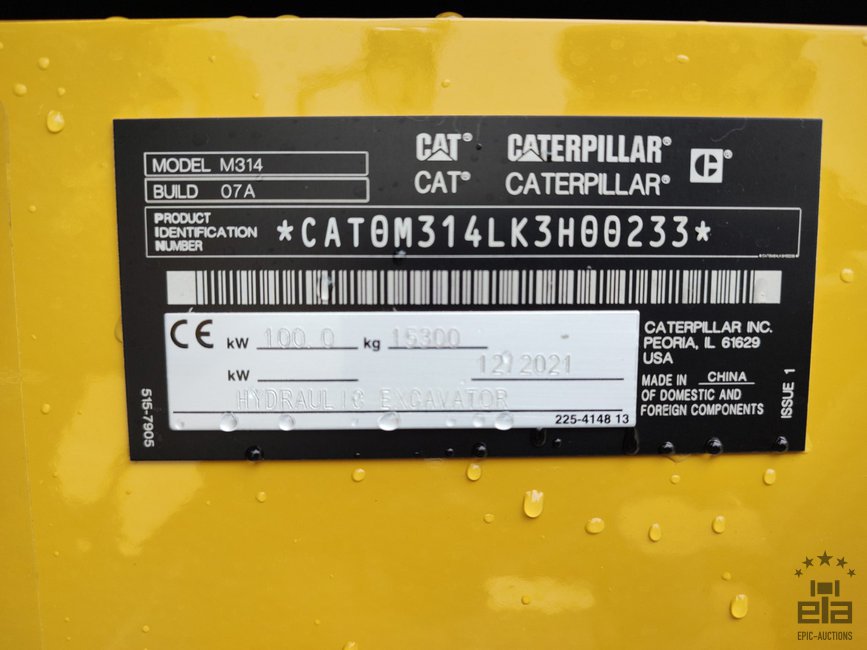 CAT® CATERPILLAR® C®
CAT® CATERPILLAR®
MODEL M314
BUILD 07A
PRODUCT IDENTIFICATION NUMBER
*CAT0M314LK3H00233*
CE kW 100.0 kg 15300
kW 12/2021
HYDRAULIC EXCAVATOR
225-4148 13
CATERPILLAR INC.
PEORIA, IL 61629
USA
MADE IN CHINA
OF DOMESTIC AND
FOREIGN COMPONENTS
ISSUE 1
515-7905
ela
EPIC-AUCTIONS